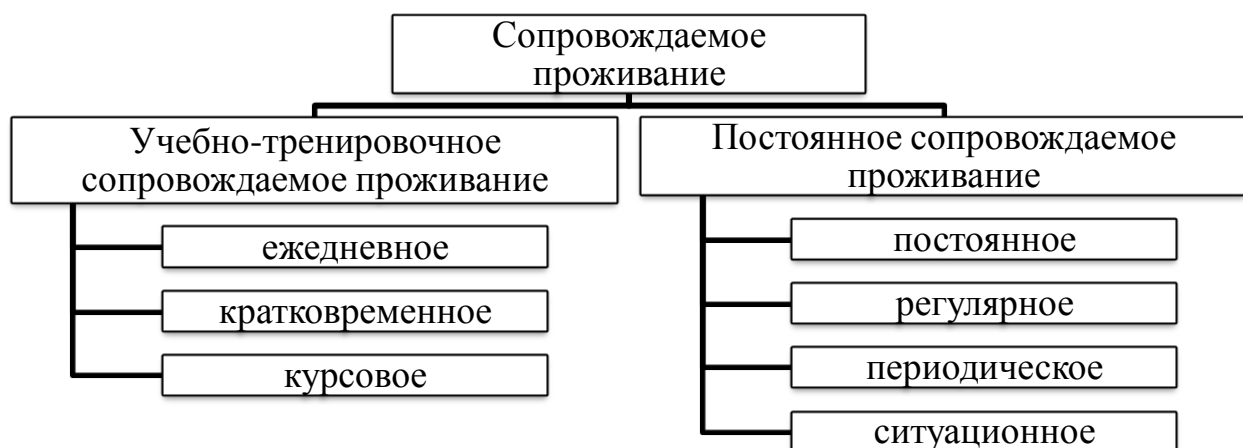 Сопровождаемое
проживание
Учебно-тренировочное
сопровождаемое проживание
ежедневное
кратковременное
курсовое
Постоянное сопровождаемое
проживание
постоянное
регулярное
периодическое
ситуационное